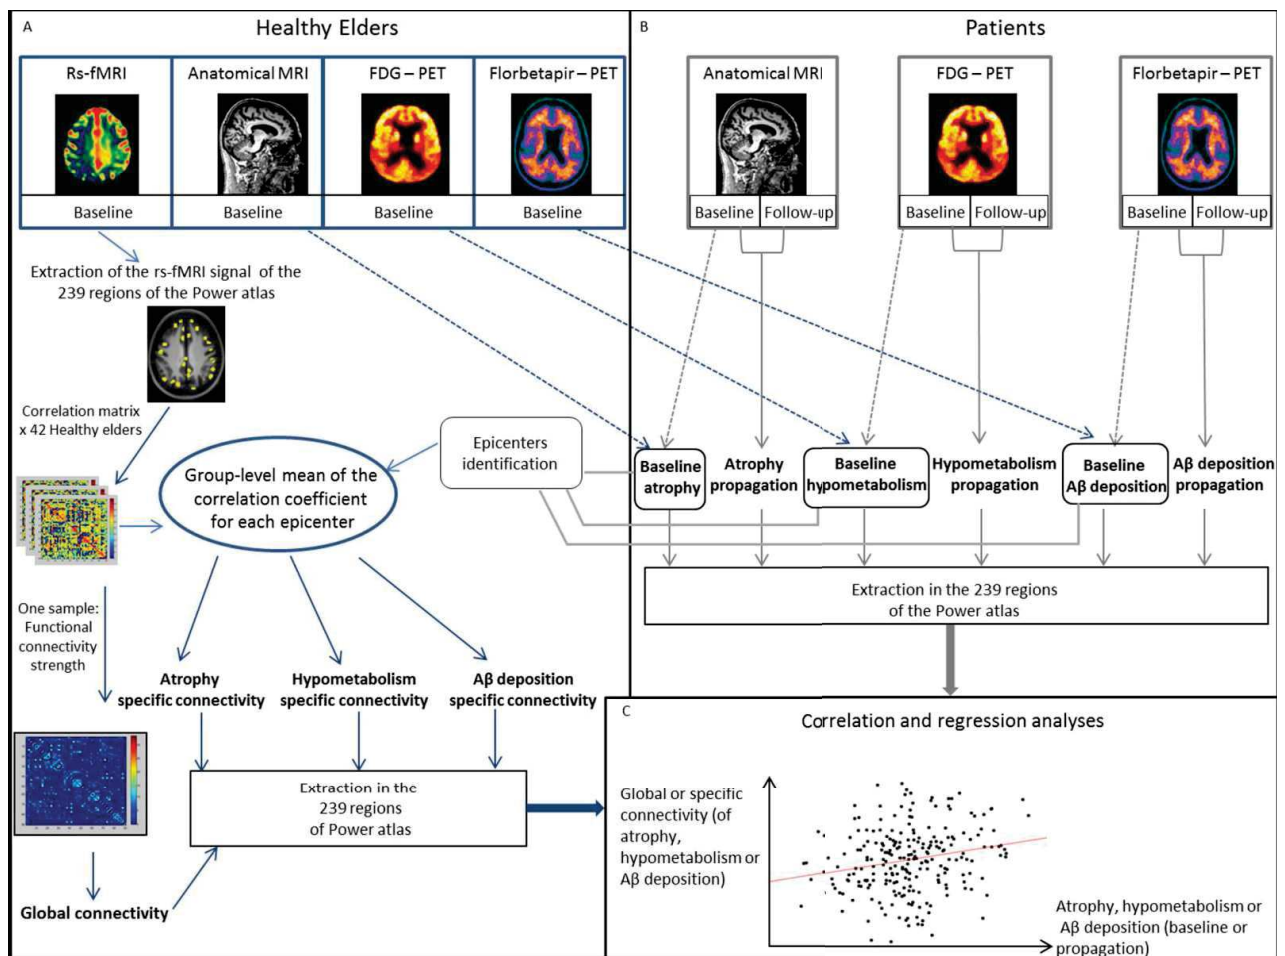 A
Healthy Elders
Rs-fMRI
Anatomical MRI
FDG – PET
Florbetapir – PET
Baseline
Baseline
Baseline
Baseline
Extraction of the rs-fMRI signal of the
239 regions of the Power atlas
Correlation matrix
x 42 Healthy elders
Group-level mean of the
correlation coefficient
for each epicenter
Epicenters
identification
One sample:
Functional
connectivity
strength
Atrophy
specific connectivity
Hypometabolism
specific connectivity
Aβ deposition
specific connectivity
Extraction in the
239 regions
of Power atlas
Global connectivity
B
Patients
Anatomical MRI
FDG – PET
Florbetapir – PET
Baseline
Follow-up
Baseline
Follow-up
Baseline
Follow-up
Baseline
atrophy
Atrophy
propagation
Baseline
hypometabolism
Hypometabolism
propagation
Baseline
Aβ deposition
Aβ deposition
propagation
Extraction in the 239 regions
of the Power atlas
C
Correlation and regression analyses
Global or specific
connectivity (of
atrophy,
hypometabolism or
Aβ deposition)
Atrophy, hypometabolism or
Aβ deposition (baseline or
propagation)